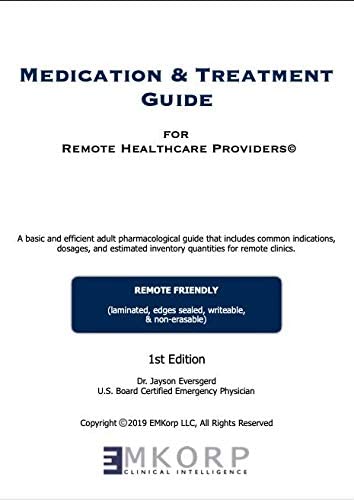 MEDICATION & TREATMENT
GUIDE
FOR
REMOTE HEALTHCARE PROVIDERS©
A basic and efficient adult pharmacological guide that includes common indications,
dosages, and estimated inventory quantities for remote clinics.
REMOTE FRIENDLY
(laminated, edges sealed, writeable,
& non-erasable)
1st Edition
Dr. Jayson Eversgerd
U.S. Board Certified Emergency Physician
Copyright ©2019 EMKorp LLC, All Rights Reserved
EMKORP
CLINICAL INTELLIGENCE